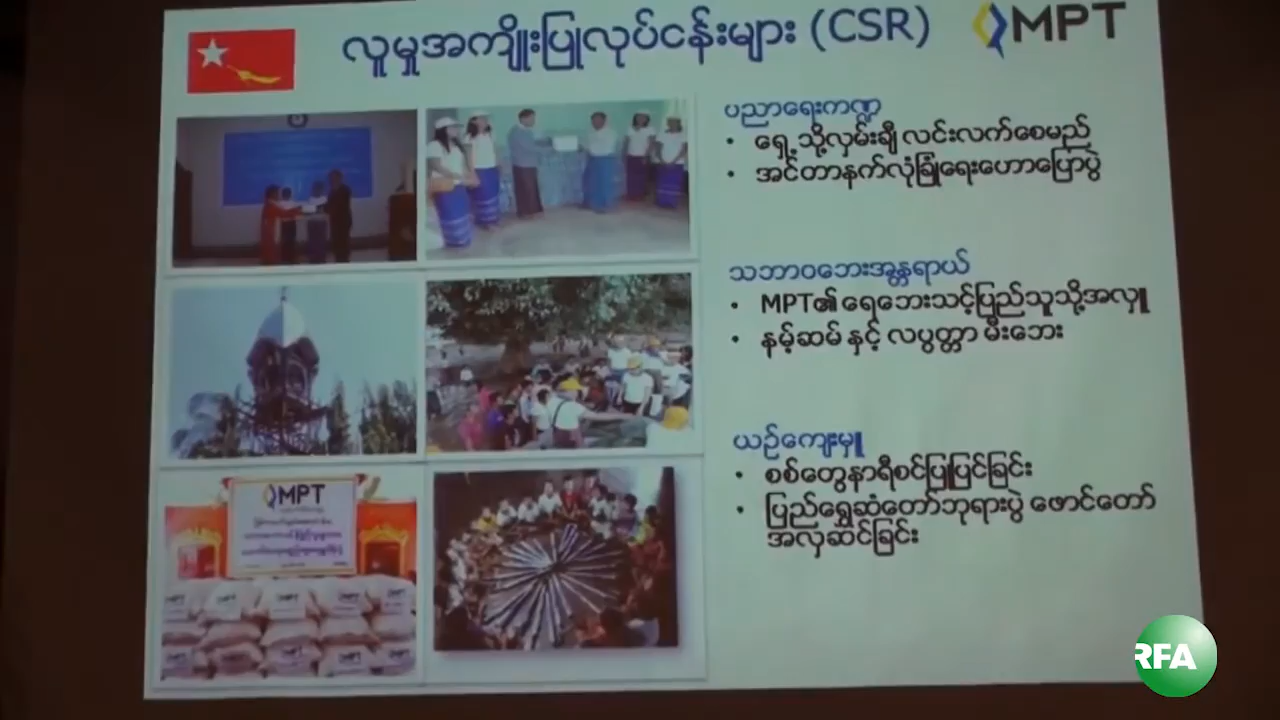 လူမှုအကျိုးပြုလုပ်ငန်းများ (CSR)
MPT
ပညာရေးကဏ္ဍ
• ရှေ့သို့လှမ်းချီ လင်းလက်စေမည်
• အင်တာနက်လုံခြုံရေးဟောပြောပွဲ
သဘာဝဘေးအန္တရာယ်
• MPT၏ ရေဘေးသင့်ပြည်သူသို့အလှူ
• နမ့်ဆမ် နှင့် လပွတ္တာ မီးဘေး
ယဉ်ကျေးမှူ
• စစ်တွေနာရီစင်ပြုပြင်ခြင်း
• ပြည်ရွှေဆံတော်ဘုရားပွဲ ဖောင်တော်
အလှဆင်ခြင်း
MPT
RFA